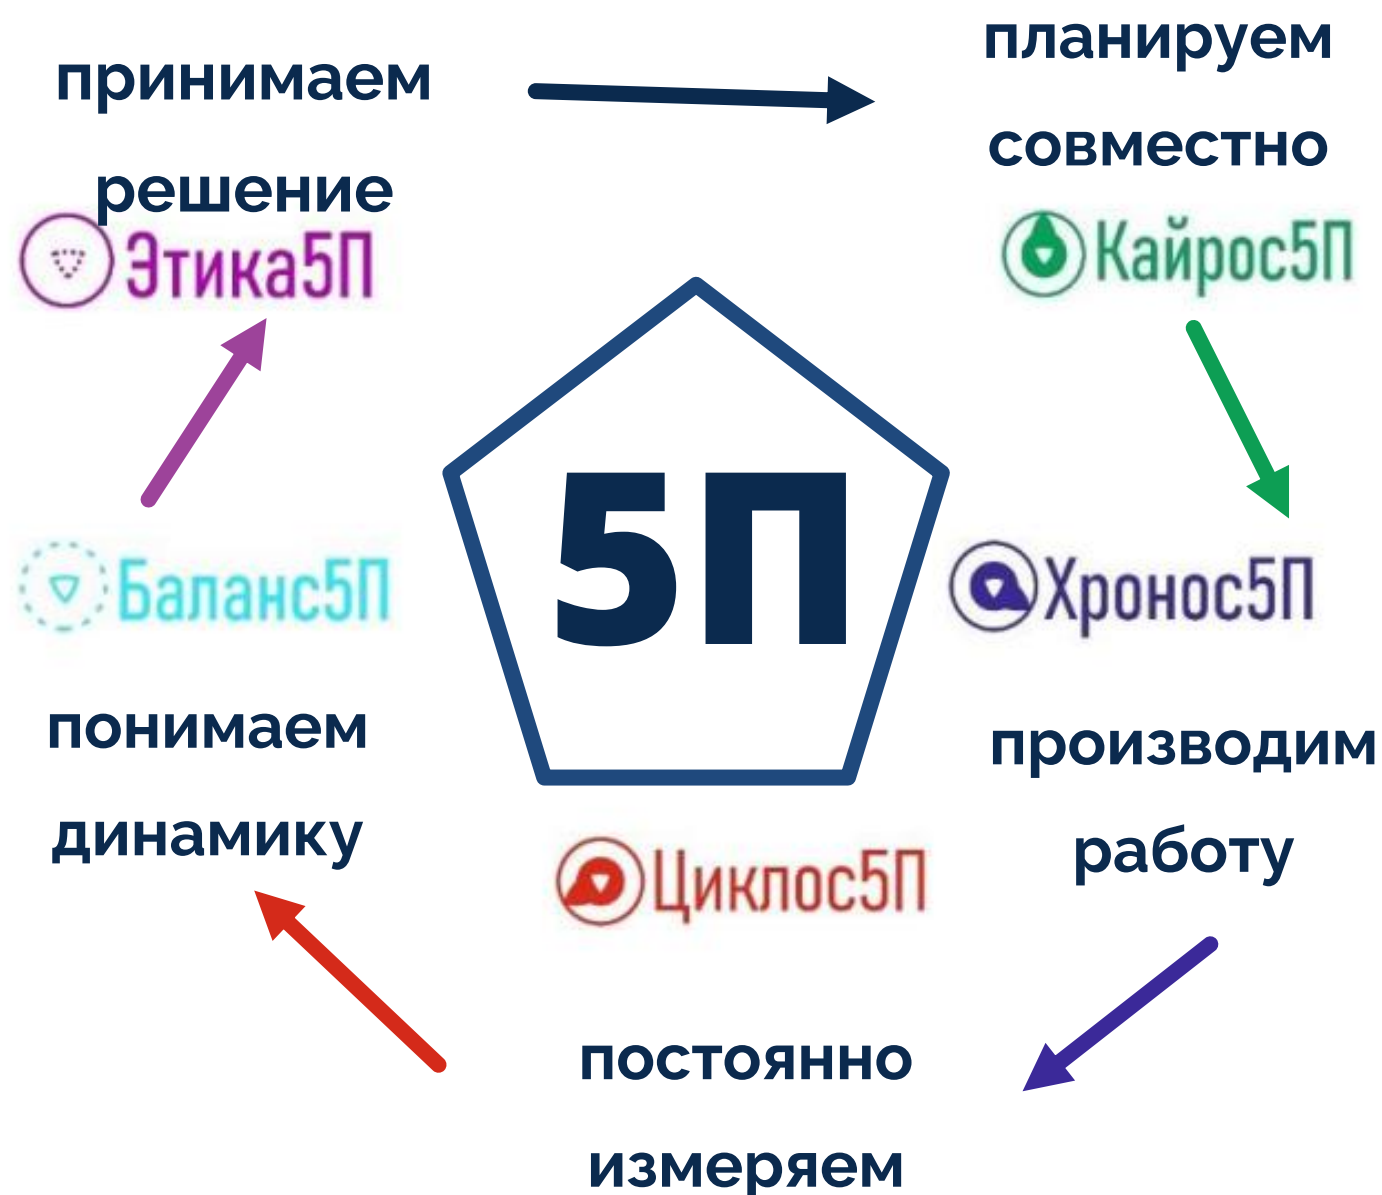 принимаем
решение
Этика5П
планируем
совместно
Кайрос5П
5П
Баланс5П
понимаем
динамику
Хронос5П
производим
работу
Циклос5П
постоянно
измеряем